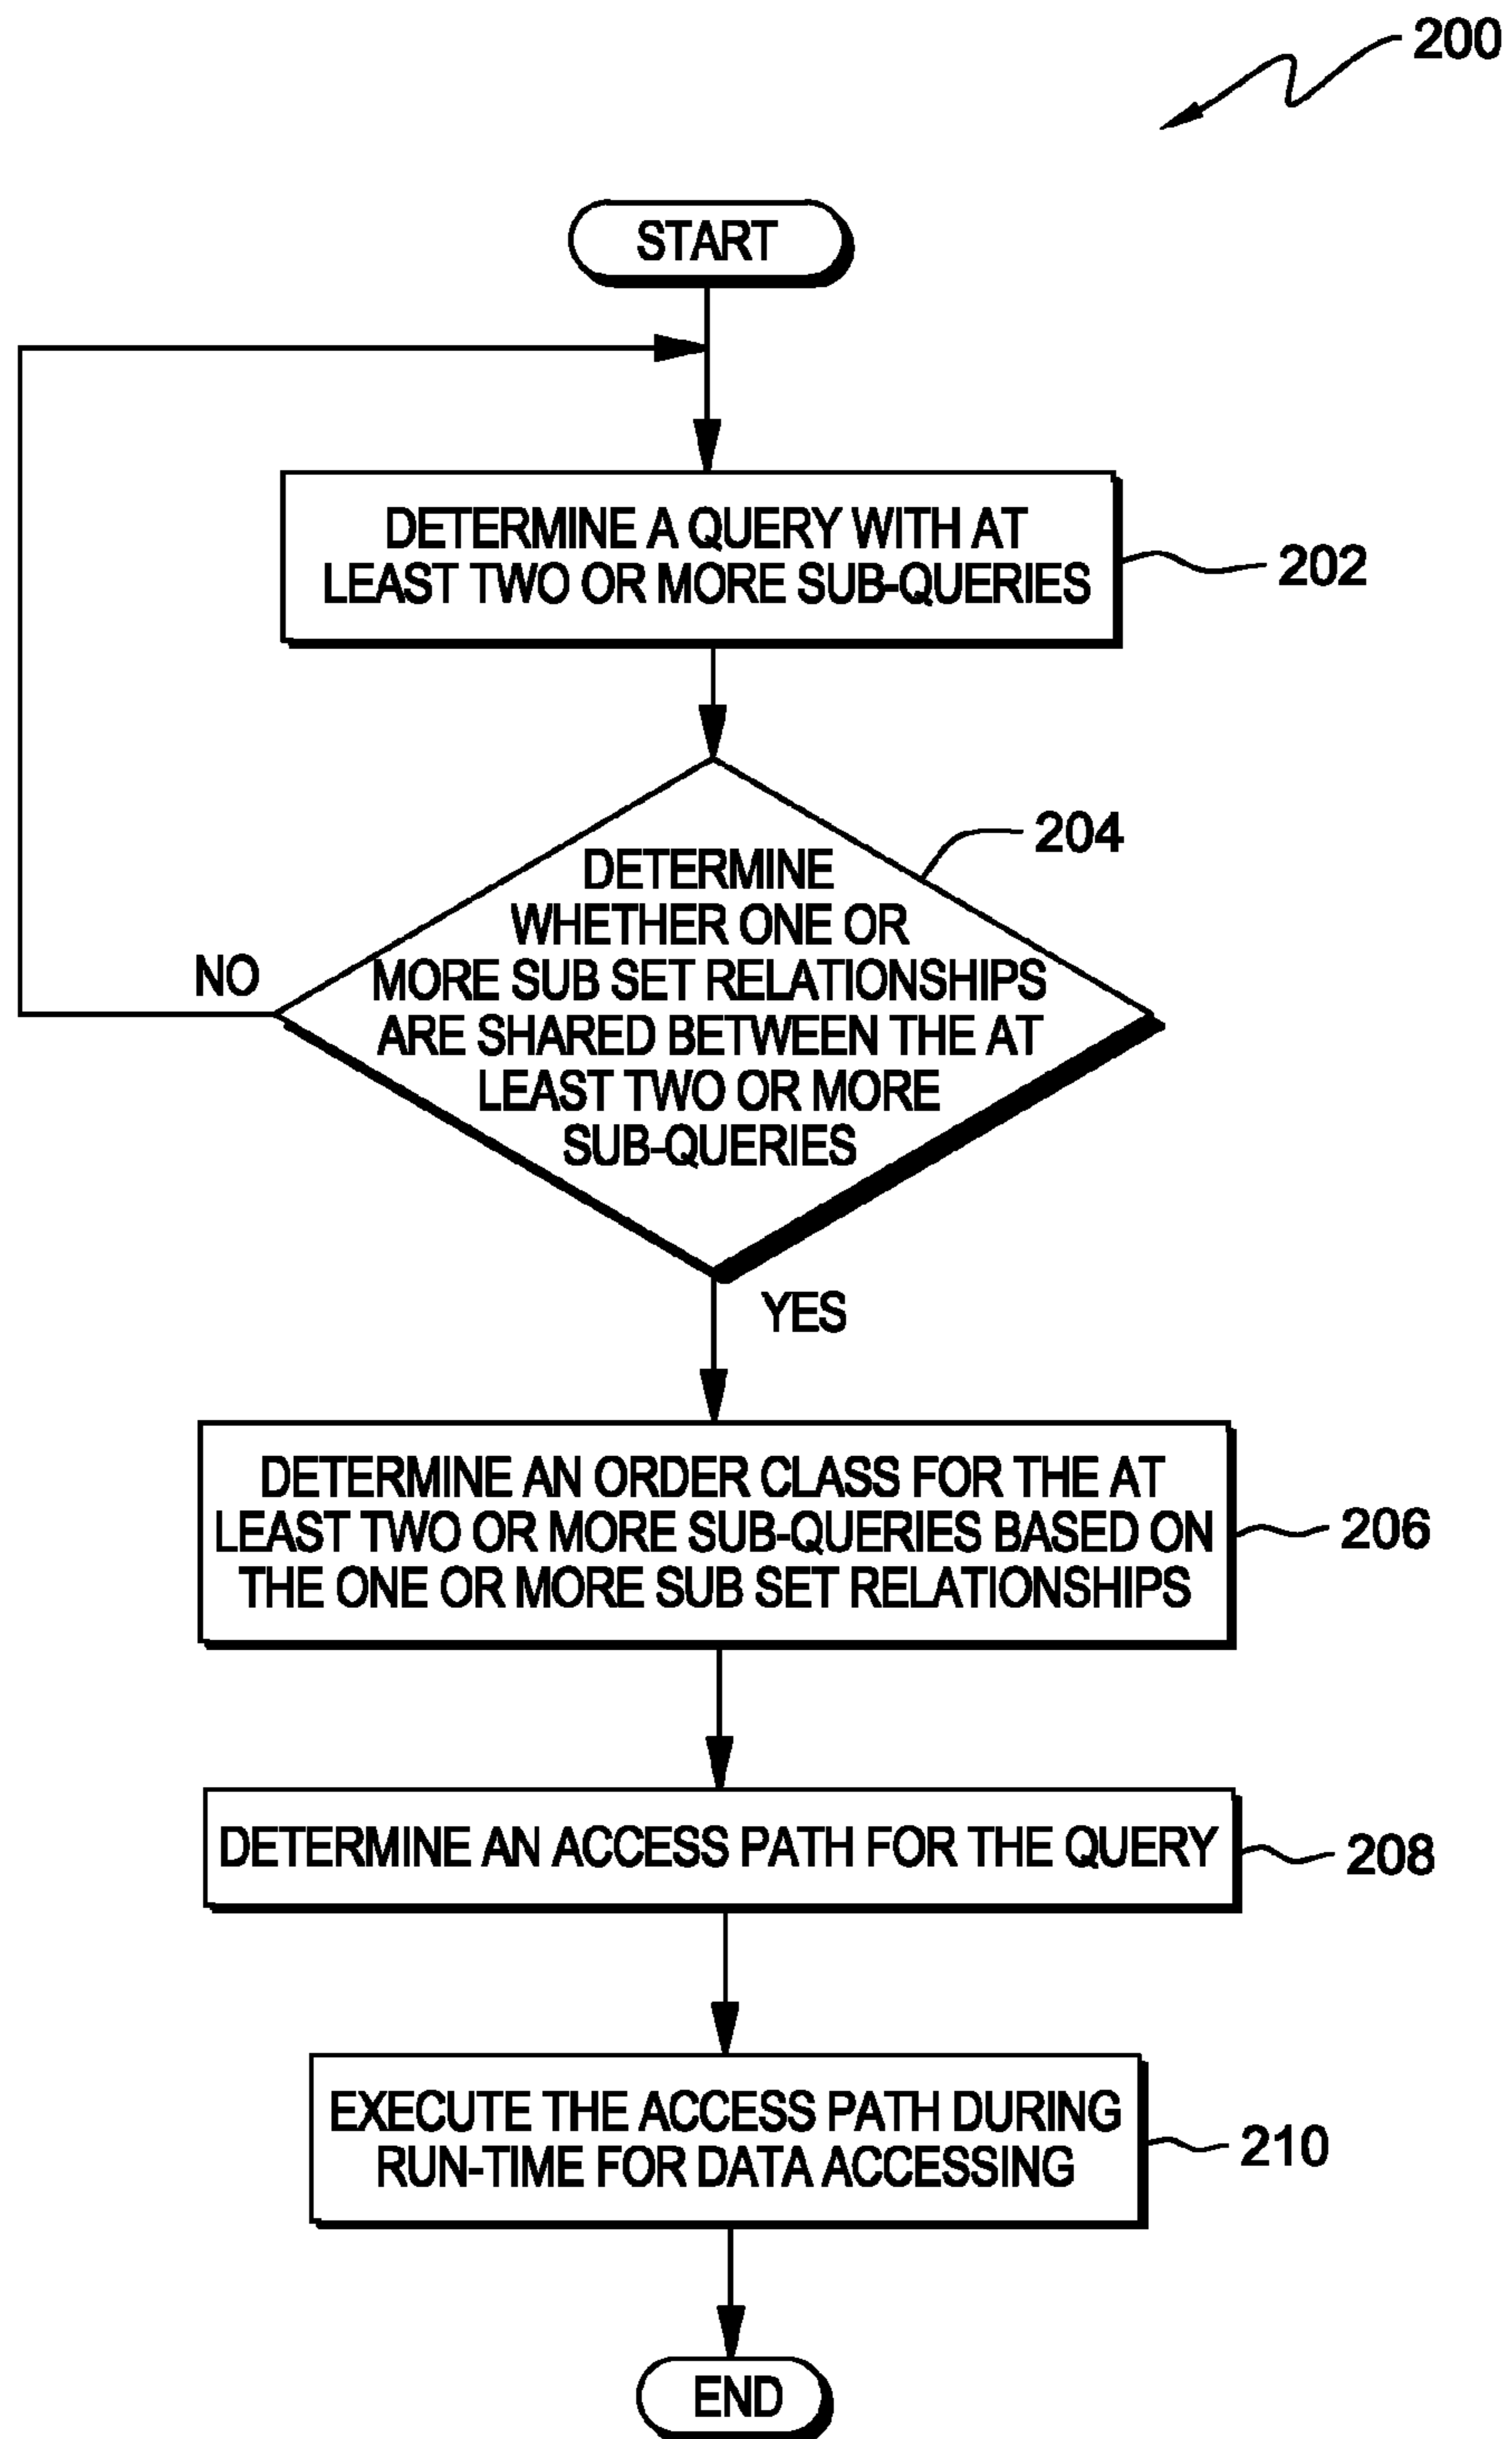 200
START
DETERMINE A QUERY WITH AT
LEAST TWO OR MORE SUB-QUERIES
202
204
DETERMINE
WHETHER ONE OR
MORE SUB SET RELATIONSHIPS
ARE SHARED BETWEEN THE AT
LEAST TWO OR MORE
SUB-QUERIES
NO
YES
DETERMINE AN ORDER CLASS FOR THE AT
LEAST TWO OR MORE SUB-QUERIES BASED ON
THE ONE OR MORE SUB SET RELATIONSHIPS
206
DETERMINE AN ACCESS PATH FOR THE QUERY
208
EXECUTE THE ACCESS PATH DURING
RUN-TIME FOR DATA ACCESSING
210
END